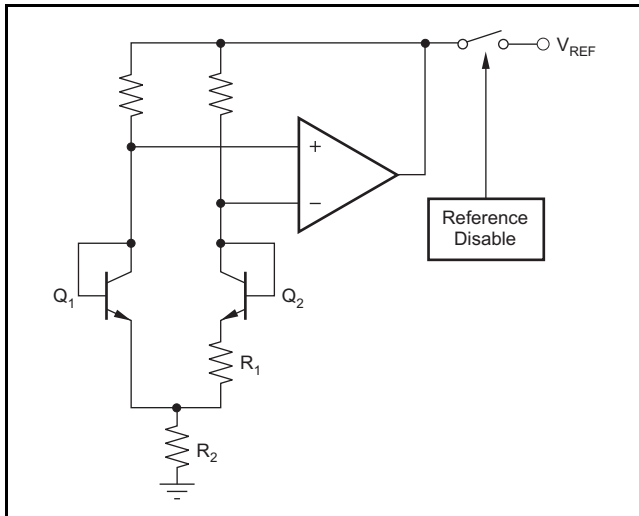 V_REF
+
−
Reference
Disable
Q_1
Q_2
R_1
R_2